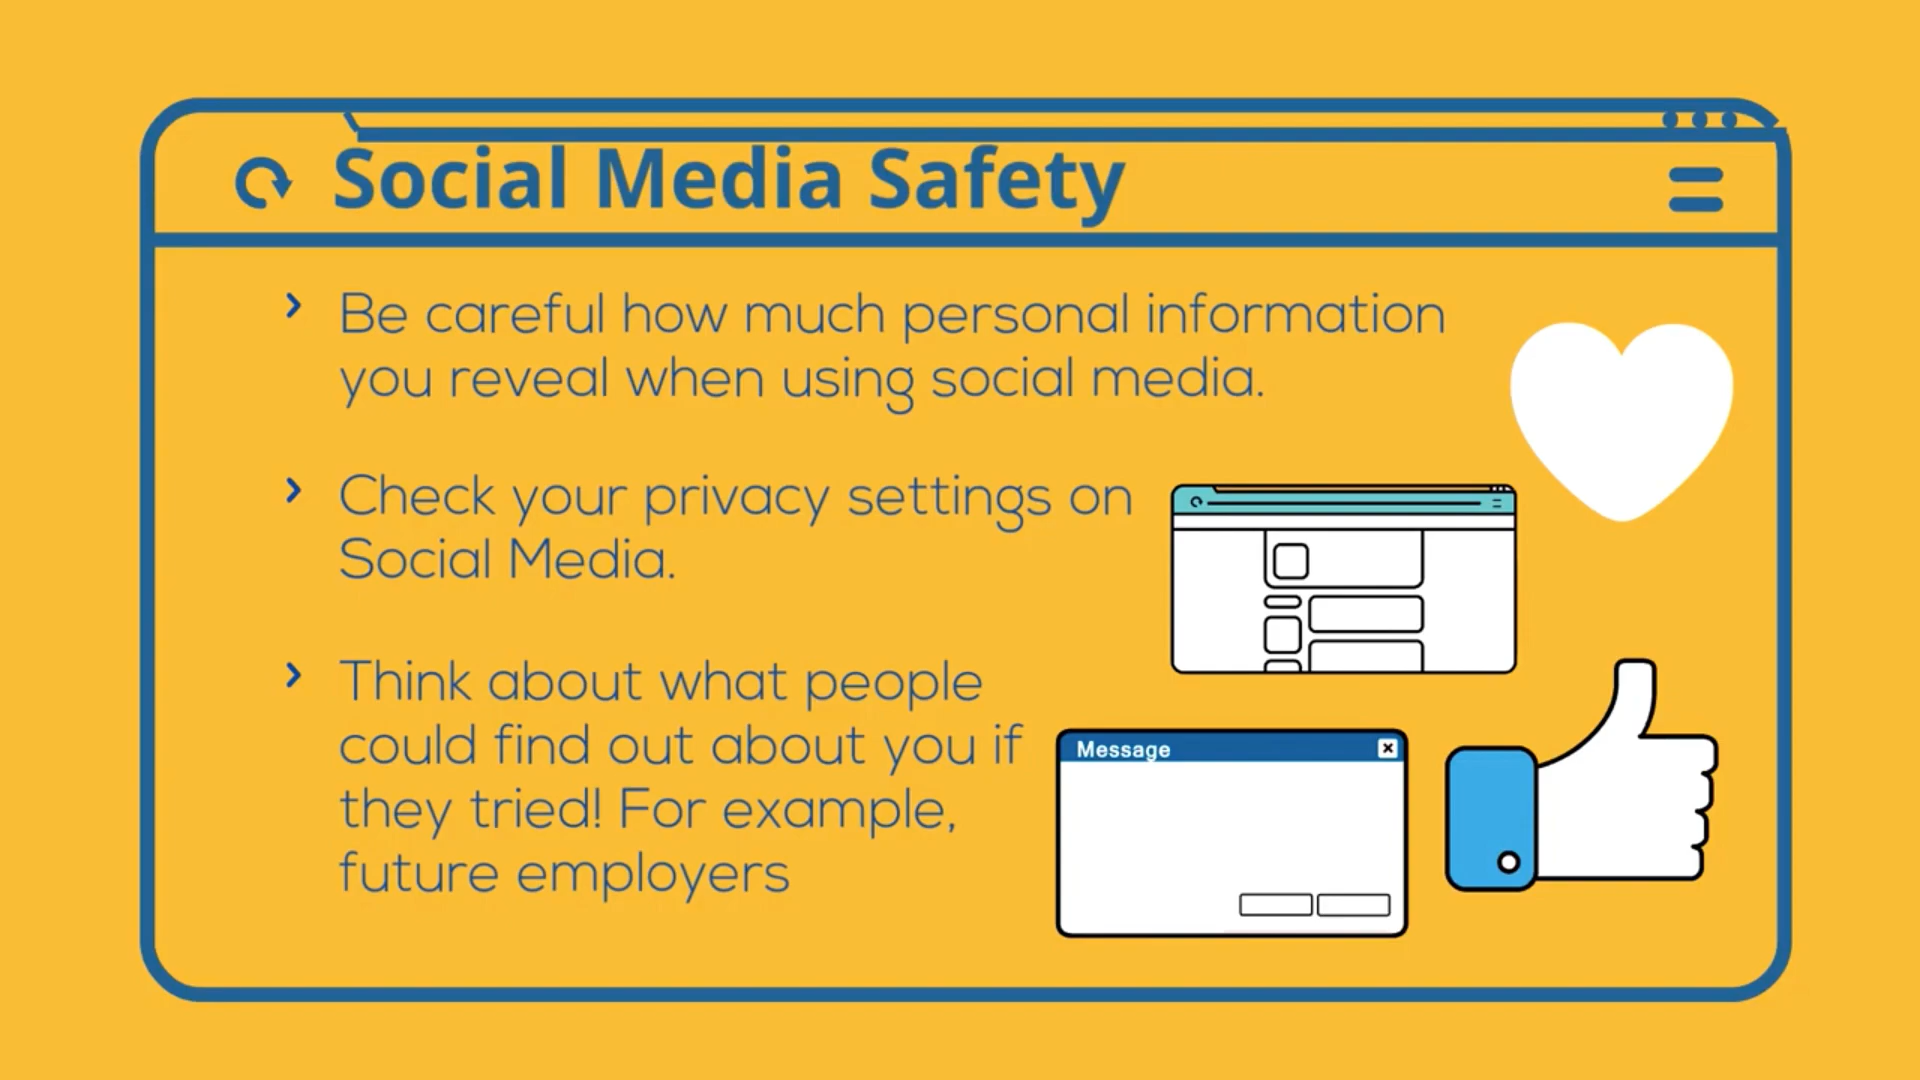 Social Media Safety
Be careful how much personal information
you reveal when using social media.
Check your privacy settings on
Social Media.
Think about what people
could find out about you if
they tried! For example,
future employers
Message